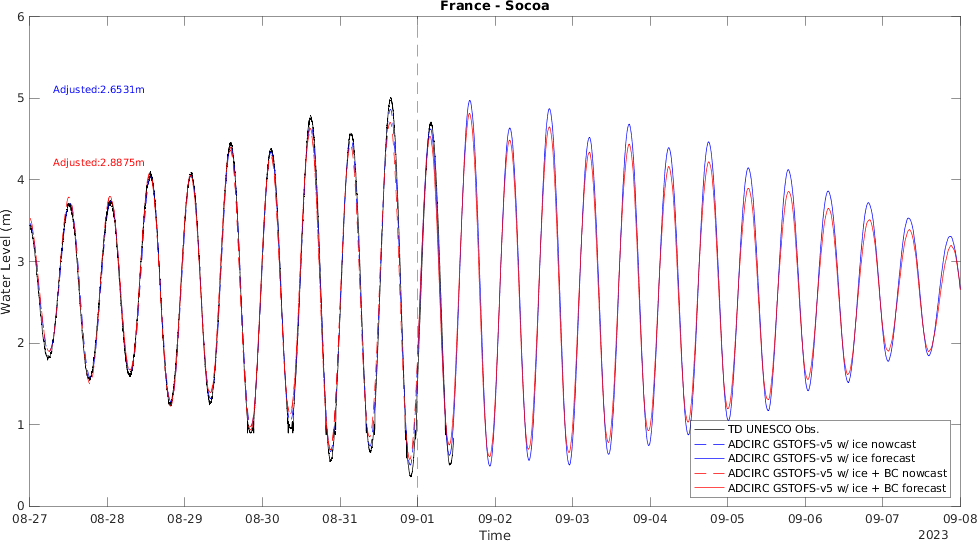 France - Socoa
6
5
4
3
2
1
0
Water Level (m)
Adjusted:2.6531m
Adjusted:2.8875m
TD UNESCO Obs.
ADCIRC GSTOFS-v5 w/ ice nowcast
ADCIRC GSTOFS-v5 w/ ice forecast
ADCIRC GSTOFS-v5 w/ ice + BC nowcast
ADCIRC GSTOFS-v5 w/ ice + BC forecast
08-27 08-28 08-29 08-30 08-31 09-01 09-02 09-03 09-04 09-05 09-06 09-07 09-08
Time
2023